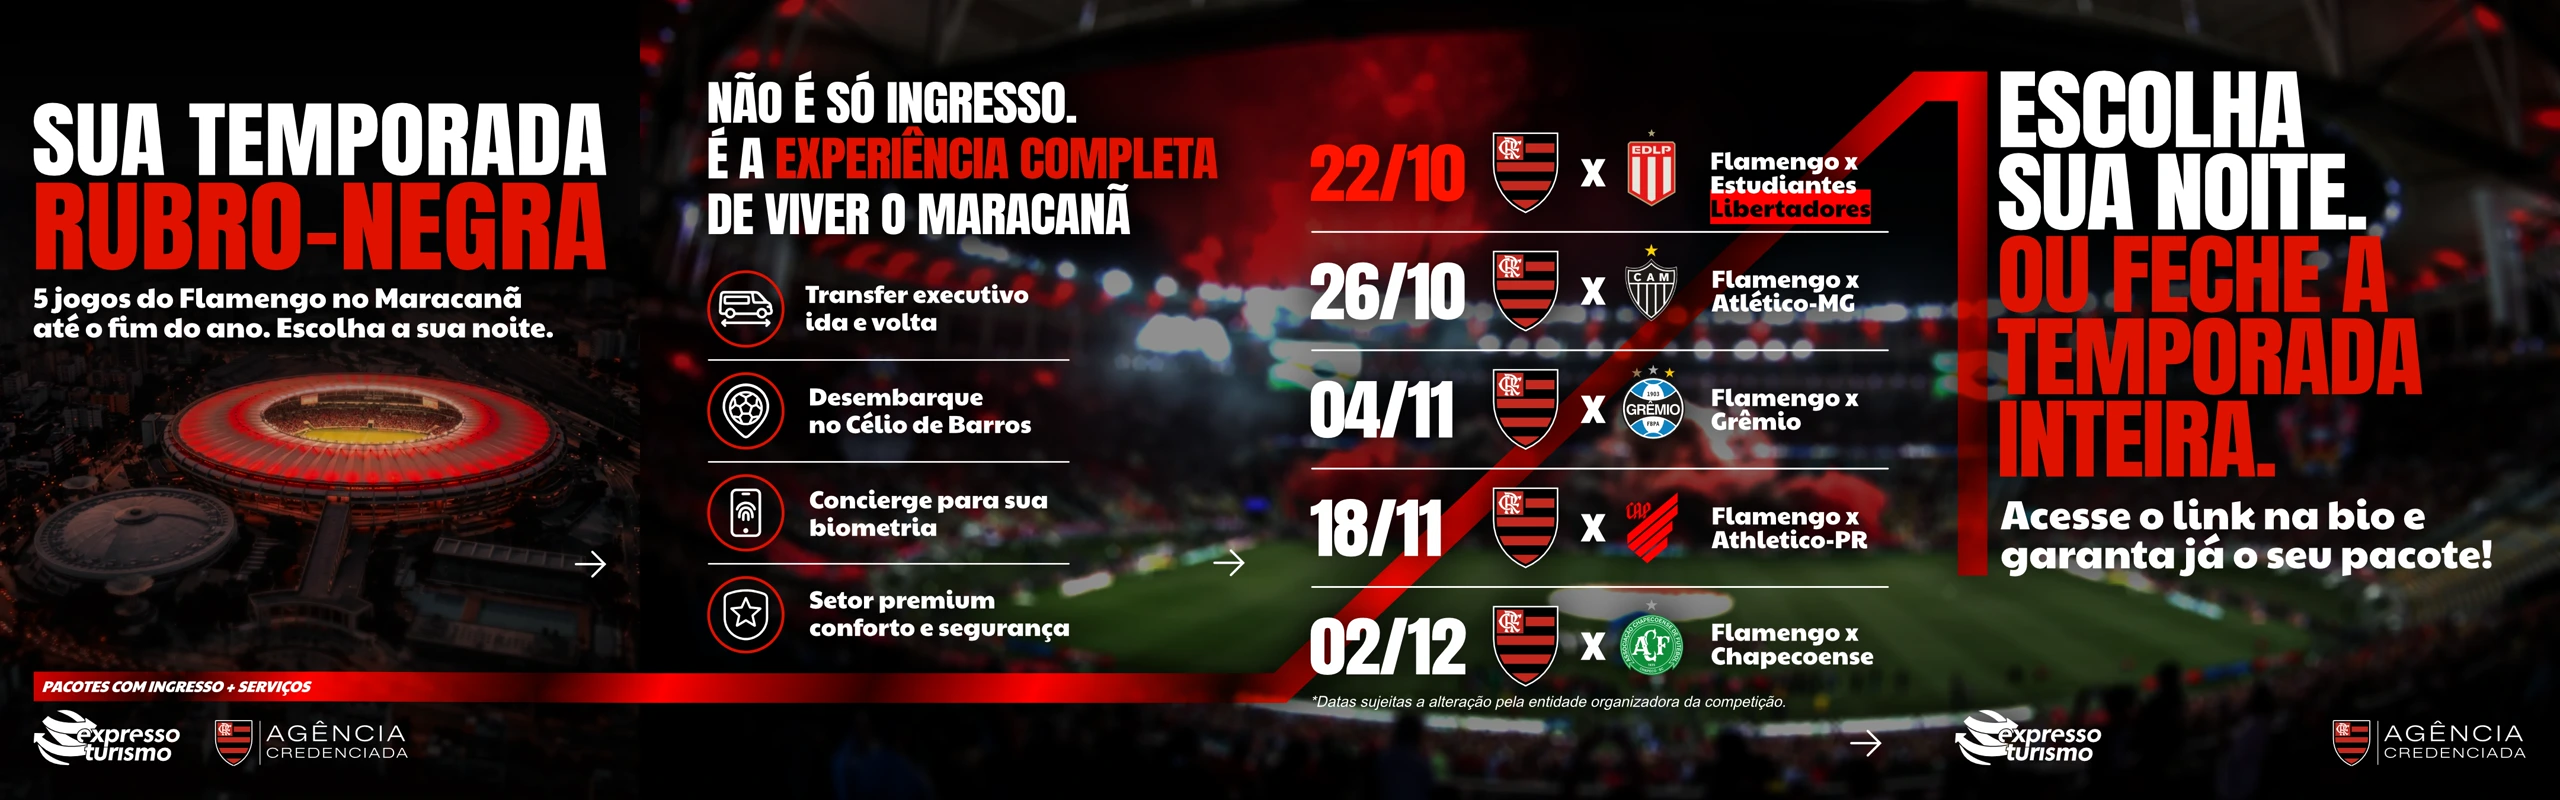 SUA TEMPORADA
RUBRO-NEGRA
5 jogos do Flamengo no Maracanã
até o fim do ano. Escolha a sua noite.
PACOTES COM INGRESSO + SERVIÇOS
expresso
turismo
AGÊNCIA
CREDENCIADA
NÃO É SÓ INGRESSO.
É A EXPERIÊNCIA COMPLETA
DE VIVER O MARACANÃ
Transfer executivo
ida e volta
Desembarque
no Célio de Barros
Concierge para sua
biometria
Setor premium
conforto e segurança
22/10
X
EDLP
Flamengo x
Estudiantes
Libertadores
26/10
X
CAM
Flamengo x
Atlético-MG
04/11
X
1903
GRÊMIO
FBPA
Flamengo x
Grêmio
18/11
X
CAP
Flamengo x
Athletico-PR
02/12
X
ACF
Flamengo x
Chapecoense
*Datas sujeitas a alteração pela entidade organizadora da competição.
ESCOLHA
SUA NOITE.
OU FECHE A
TEMPORADA
INTEIRA.
Acesse o link na bio e
garanta já o seu pacote!
expresso
turismo
AGÊNCIA
CREDENCIADA